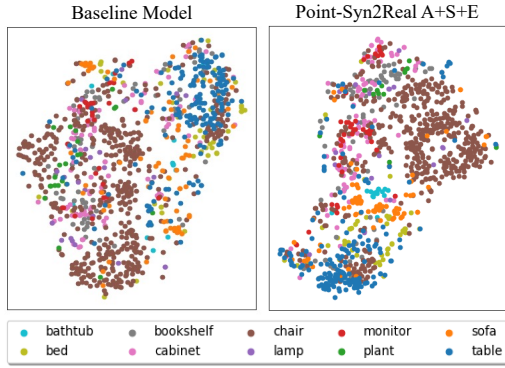 Baseline Model
Point-Syn2Real A+S+E
bathtub bookshelf chair monitor sofa
bed cabinet lamp plant table